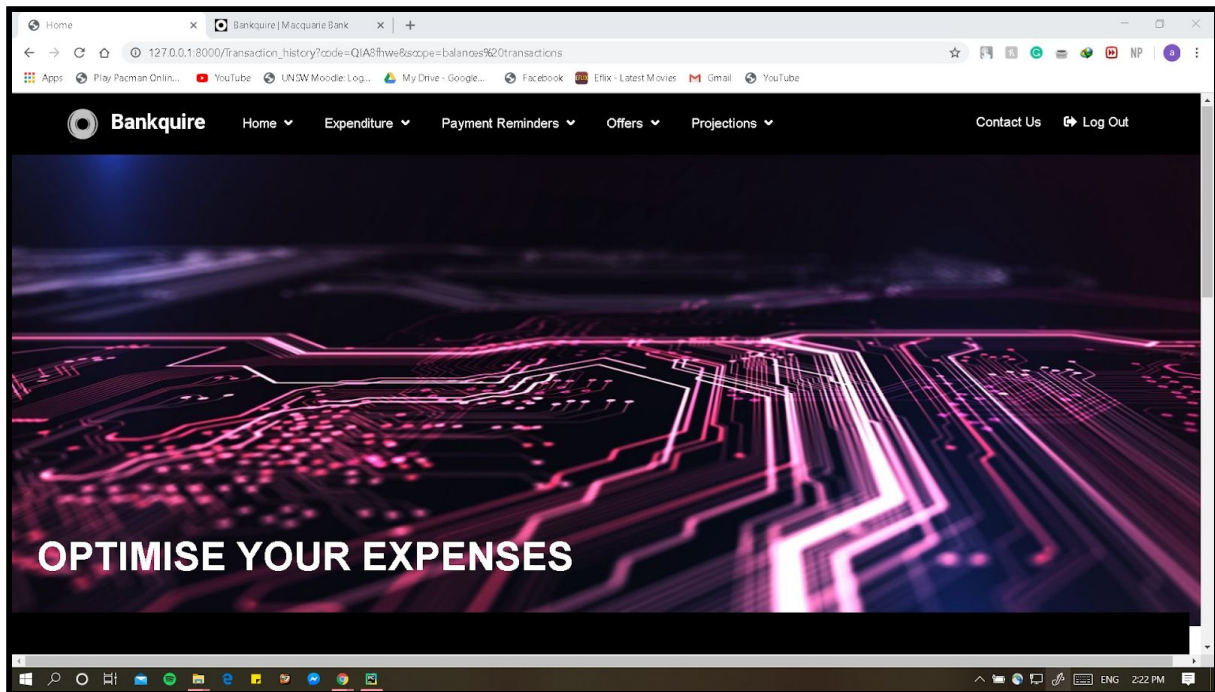 Home
Bankquire | Macquarie Bank
127.0.0.1:8000/Transaction_history?code=QIA8fhwe&scope=balances%20transactions
NP
a
Apps
Play Pacman Onlin...
YouTube
UNSW Moodle: Log...
My Drive - Google...
Facebook
Eflix - Latest Movies
Gmail
YouTube
Bankquire
Home
Expenditure
Payment Reminders
Offers
Projections
Contact Us
Log Out
OPTIMISE YOUR EXPENSES
ENG
2:22 PM